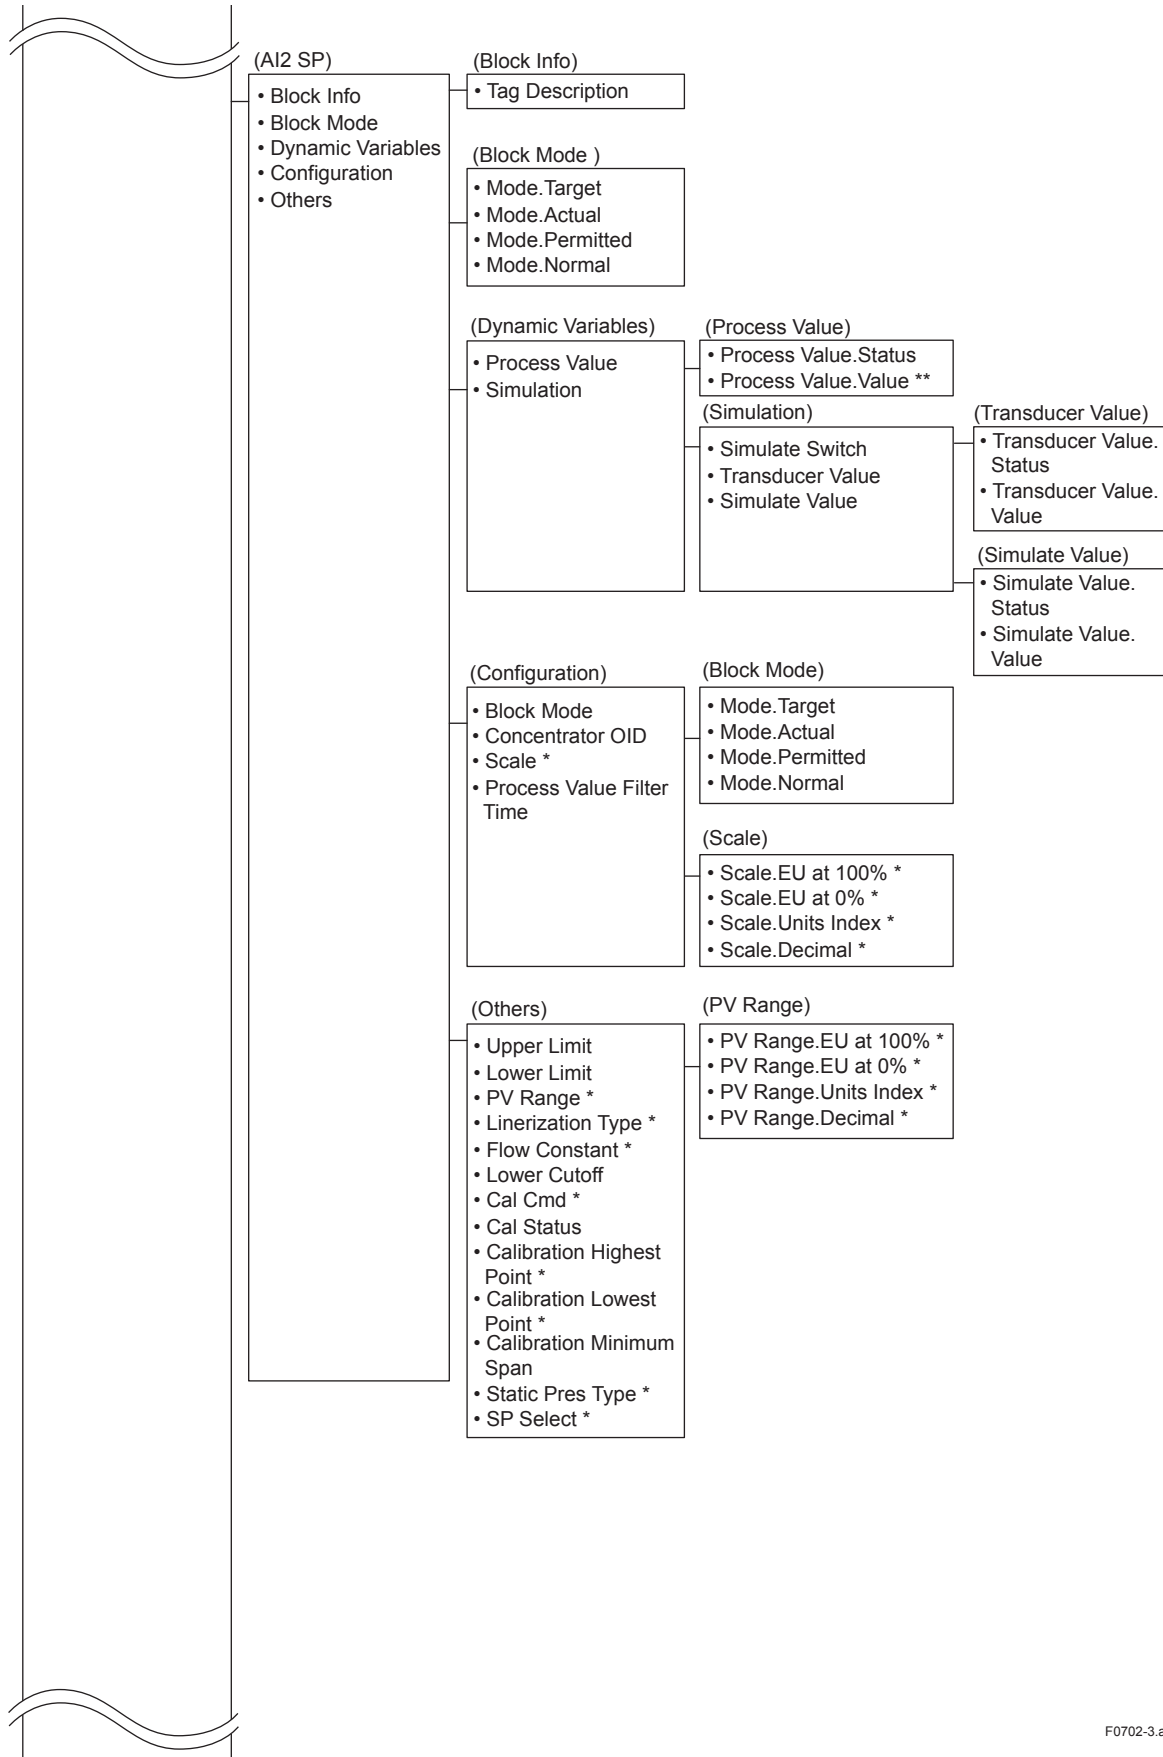 (AI2 SP)
• Block Info
• Block Mode
• Dynamic Variables
• Configuration
• Others
(Block Info)
• Tag Description
(Block Mode )
• Mode.Target
• Mode.Actual
• Mode.Permitted
• Mode.Normal
(Dynamic Variables)
• Process Value
• Simulation
(Process Value)
• Process Value.Status
• Process Value.Value **
(Simulation)
• Simulate Switch
• Transducer Value
• Simulate Value
(Transducer Value)
• Transducer Value.
Status
• Transducer Value.
Value
(Simulate Value)
• Simulate Value.
Status
• Simulate Value.
Value
(Configuration)
• Block Mode
• Concentrator OID
• Scale *
• Process Value Filter
Time
(Block Mode)
• Mode.Target
• Mode.Actual
• Mode.Permitted
• Mode.Normal
(Scale)
• Scale.EU at 100% *
• Scale.EU at 0% *
• Scale.Units Index *
• Scale.Decimal *
(Others)
• Upper Limit
• Lower Limit
• PV Range *
• Linerization Type *
• Flow Constant *
• Lower Cutoff
• Cal Cmd *
• Cal Status
• Calibration Highest
Point *
• Calibration Lowest
Point *
• Calibration Minimum
Span
• Static Pres Type *
• SP Select *
(PV Range)
• PV Range.EU at 100% *
• PV Range.EU at 0% *
• PV Range.Units Index *
• PV Range.Decimal *
F0702-3.a